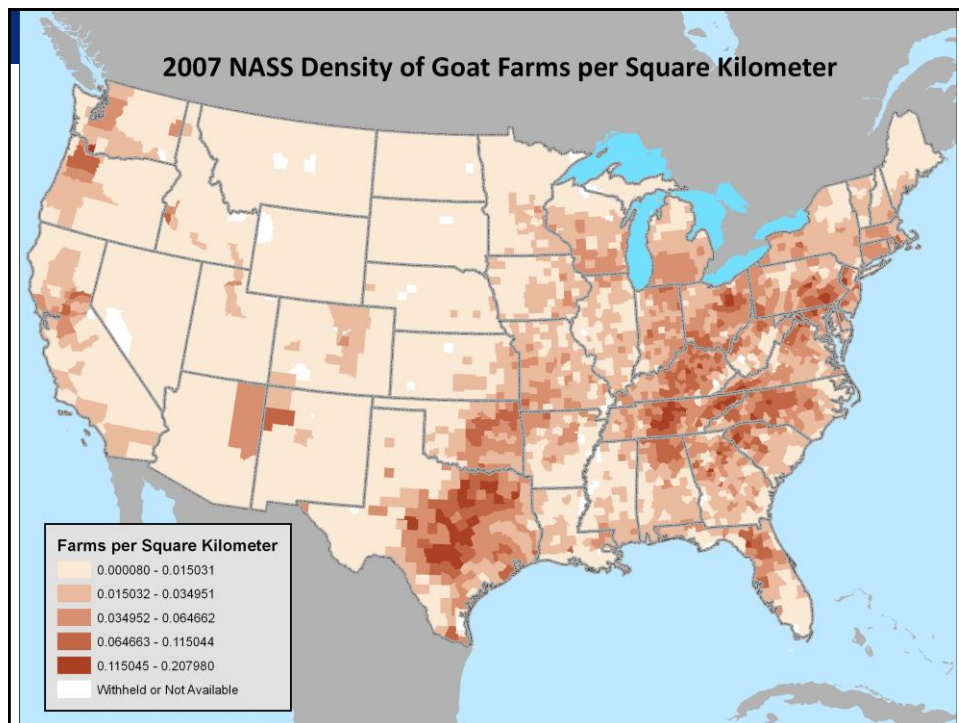 2007 NASS Density of Goat Farms per Square Kilometer
Farms per Square Kilometer
0.000080 - 0.015031
0.015032 - 0.034951
0.034952 - 0.064662
0.064663 - 0.115044
0.115045 - 0.207980
Withheld or Not Available